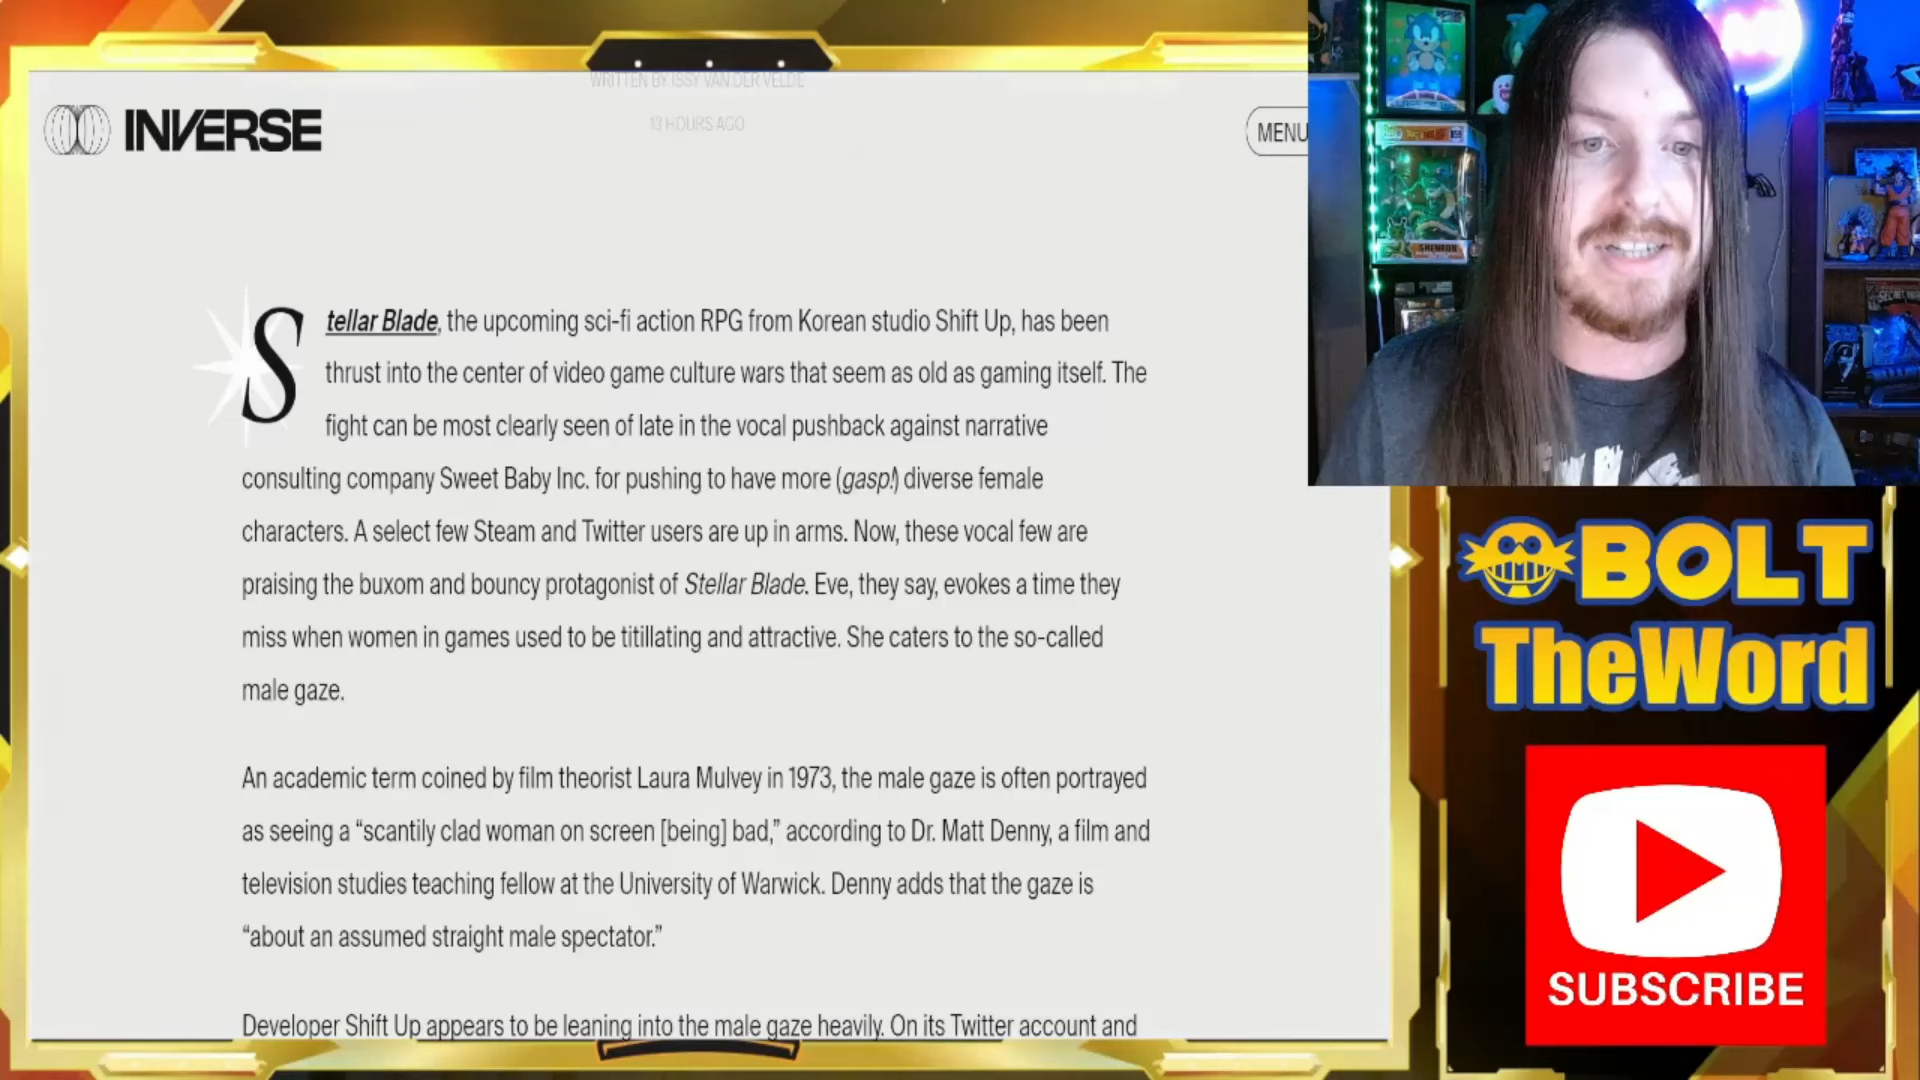 WRITTEN BY ISSY VAN DER VELDE
13 HOURS AGO
INVERSE
MENU
Stellar Blade, the upcoming sci-fi action RPG from Korean studio Shift Up, has been
thrust into the center of video game culture wars that seem as old as gaming itself. The
fight can be most clearly seen of late in the vocal pushback against narrative
consulting company Sweet Baby Inc. for pushing to have more (gasp!) diverse female
characters. A select few Steam and Twitter users are up in arms. Now, these vocal few are
praising the buxom and bouncy protagonist of Stellar Blade. Eve, they say, evokes a time they
miss when women in games used to be titillating and attractive. She caters to the so-called
male gaze.
An academic term coined by film theorist Laura Mulvey in 1973, the male gaze is often portrayed
as seeing a “scantily clad woman on screen [being] bad,” according to Dr. Matt Denny, a film and
television studies teaching fellow at the University of Warwick. Denny adds that the gaze is
“about an assumed straight male spectator.”
Developer Shift Up appears to be leaning into the male gaze heavily. On its Twitter account and
SHENRON
BOLT
TheWord
SUBSCRIBE